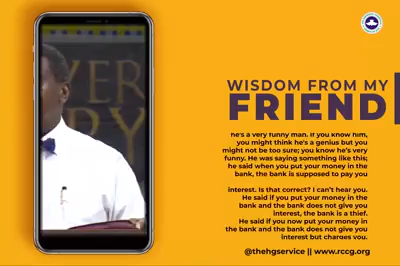 YER
RY
WISDOM FROM MY
FRIEND
he's a very funny man. If you know him,
you might think he's a genius but you
might not be too sure; you know he's very
funny. He was saying something like this;
he said when you put your money in the
bank, the bank is supposed to pay you
interest. Is that correct? I can't hear you.
He said if you put your money in the
bank and the bank does not give you
interest, the bank is a thief.
He said if you now put your money in
the bank and the bank does not give you
interest but charges you.
@thehgservice || www.rccg.org